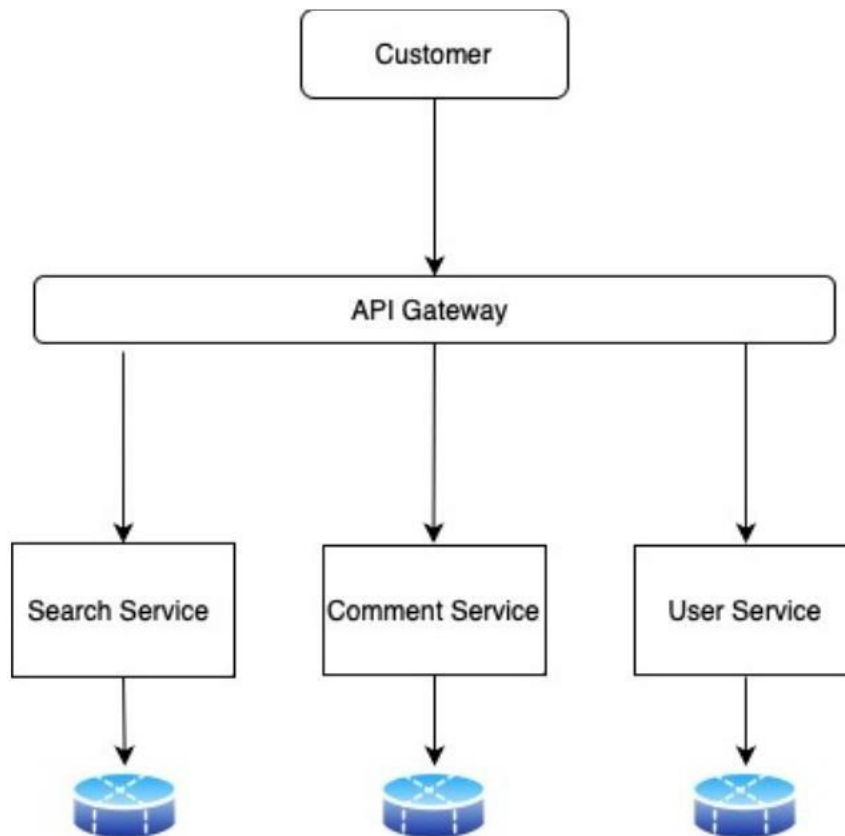 Customer
API Gateway
Search Service
Comment Service
User Service